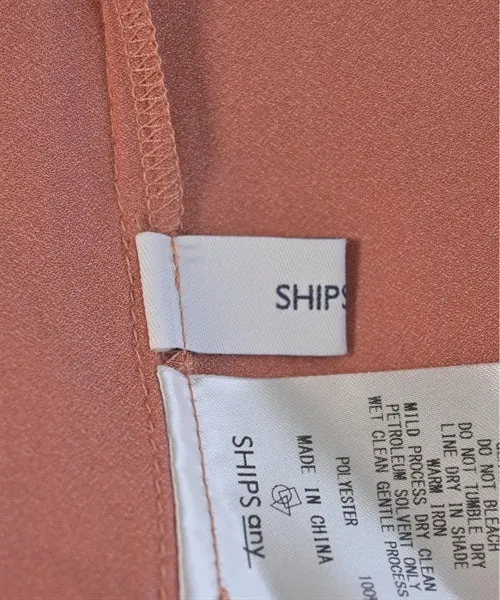 SHIPS
DO NOT BLEACH
DO NOT TUMBLE DRY
LINE DRY IN SHADE
WARM IRON
MILD PROCESS DRY CLEAN
PETROLEUM SOLVENT ONLY
WET CLEAN GENTLE PROCESS
POLYESTER 100%
MADE IN CHINA
SHIPS any